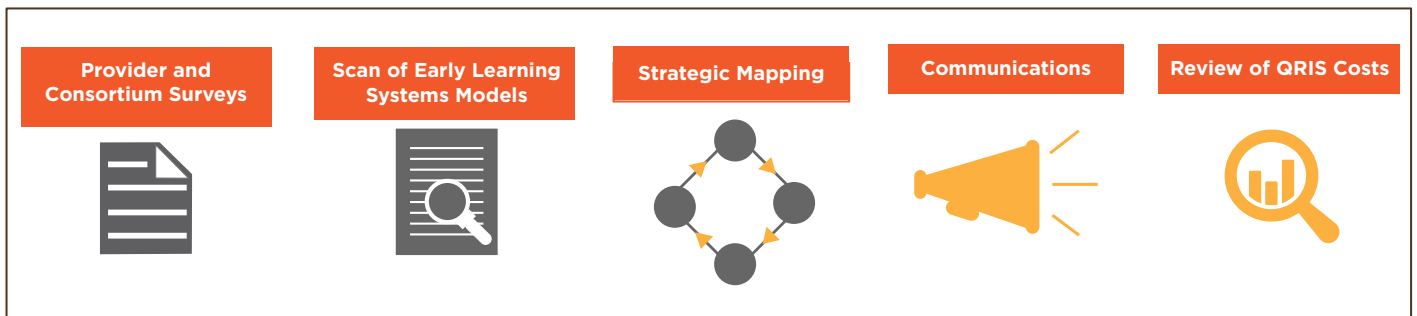 Provider and
Consortium Surveys
Scan of Early Learning
Systems Models
Strategic Mapping
Communications
Review of QRIS Costs